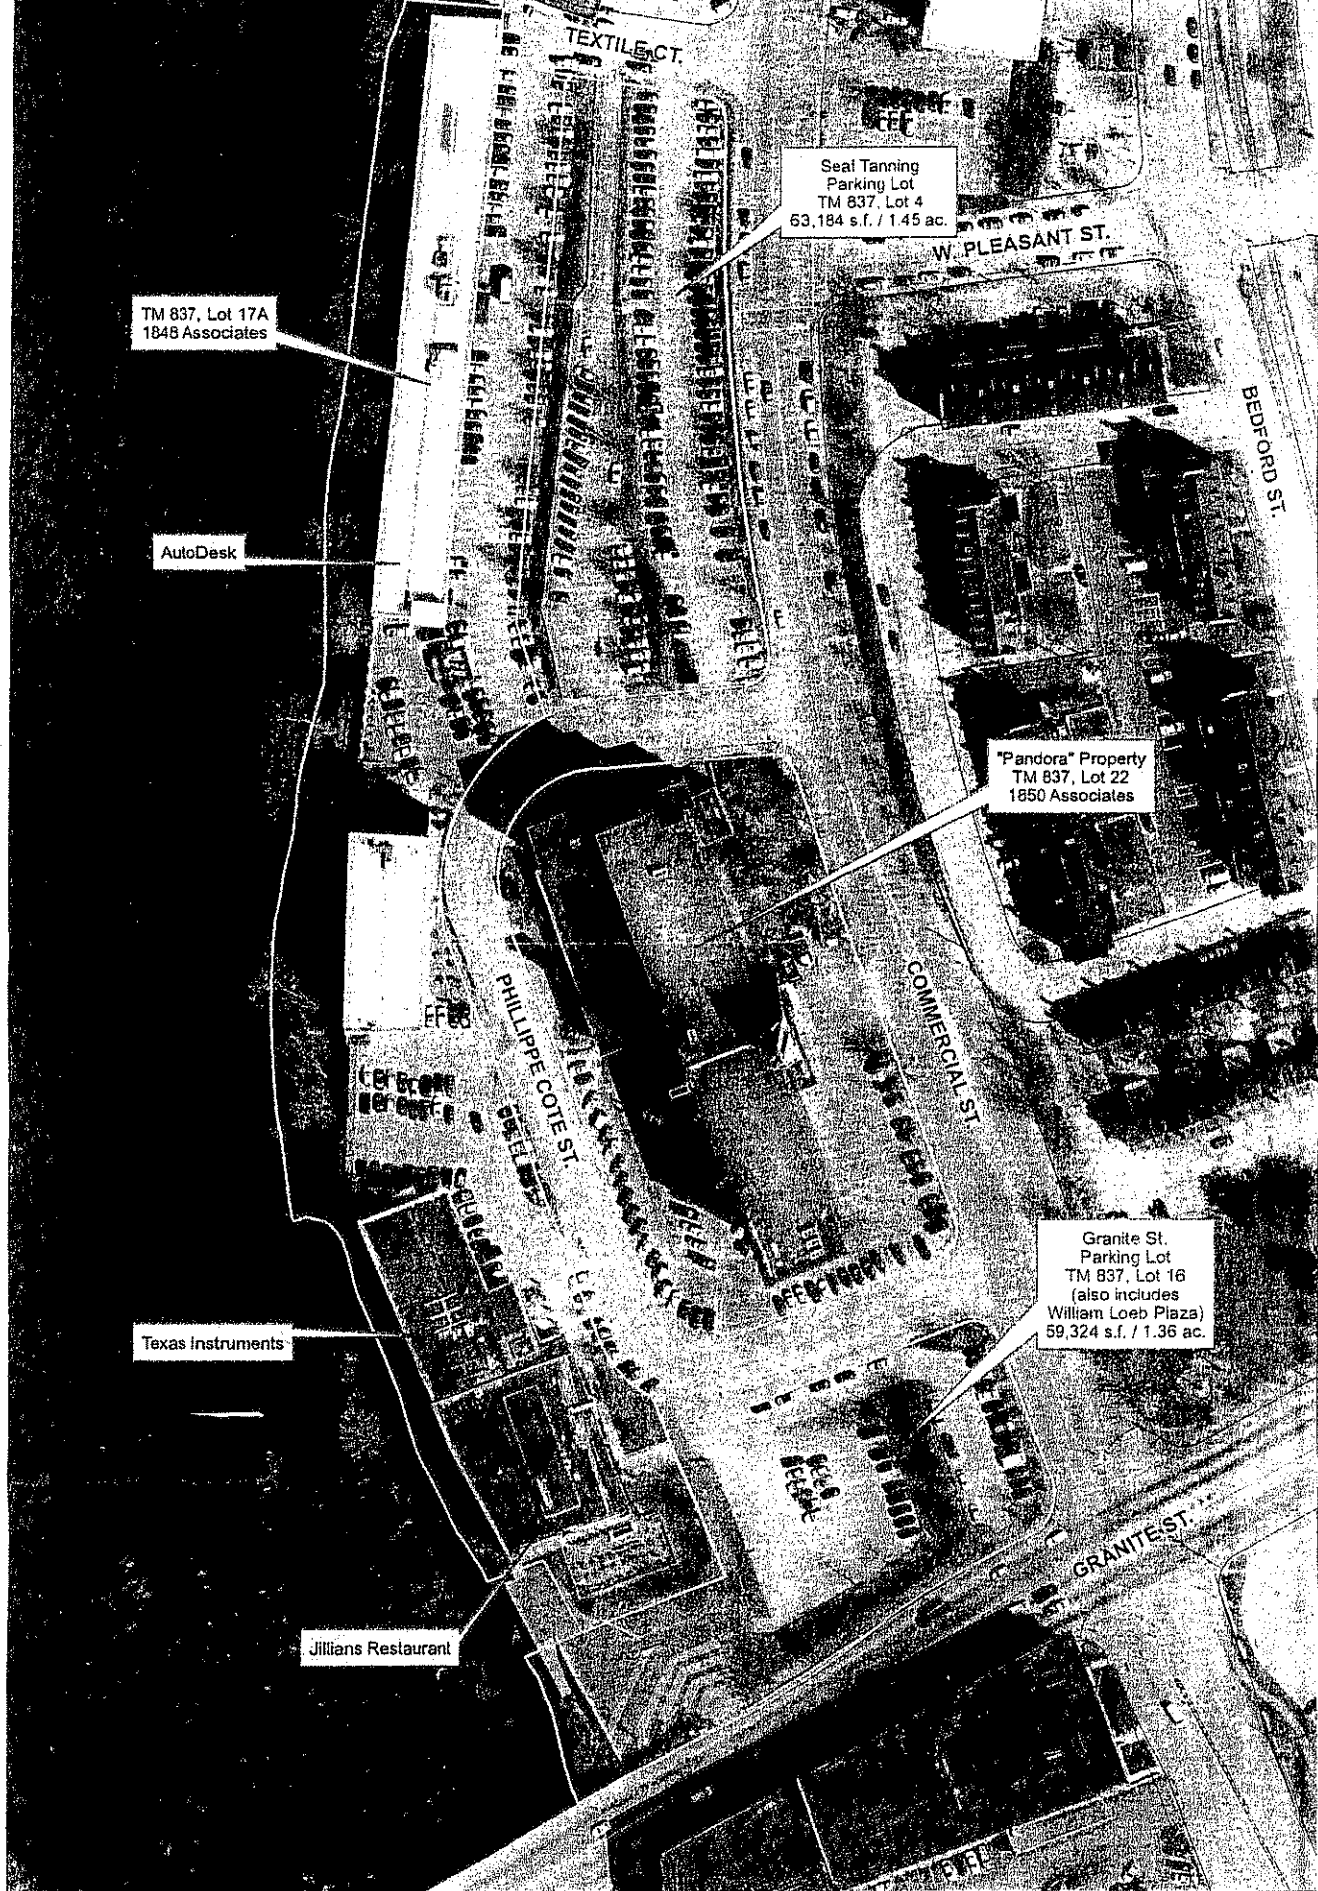 TEXTILE CT.
Seal Tanning
Parking Lot
TM 837, Lot 4
63,184 s.f. / 1.45 ac.
W. PLEASANT ST.
TM 837, Lot 17A
1848 Associates
BEDFORD ST.
AutoDesk
"Pandora" Property
TM 837, Lot 22
1850 Associates
PHILLIPPE COTE ST.
COMMERCIAL ST.
Granite St.
Parking Lot
TM 837, Lot 16
(also includes
William Loeb Plaza)
59,324 s.f. / 1.36 ac.
Texas Instruments
GRANITE ST.
Jillians Restaurant